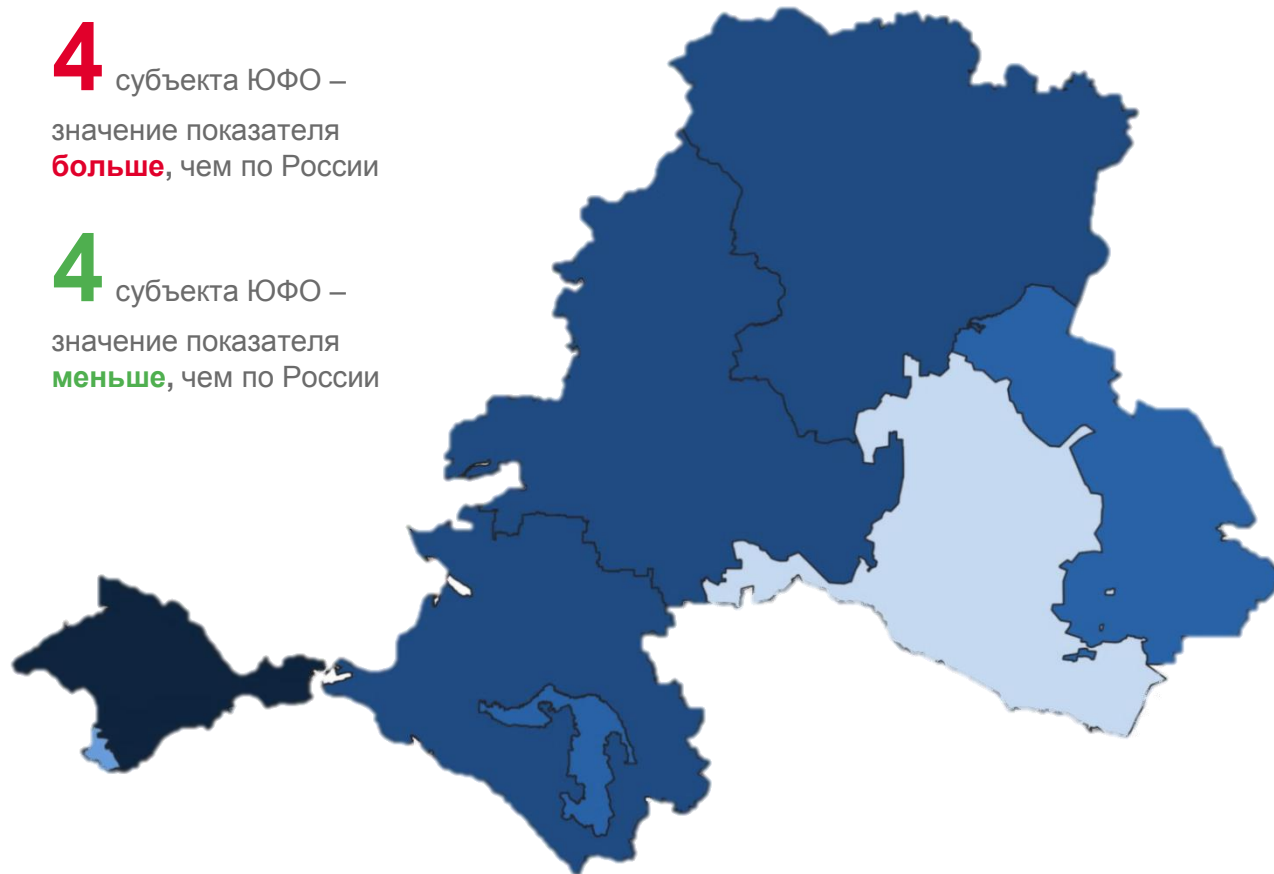 4 субъекта ЮФО –
значение показателя
больше, чем по России
4 субъекта ЮФО –
значение показателя
меньше, чем по России